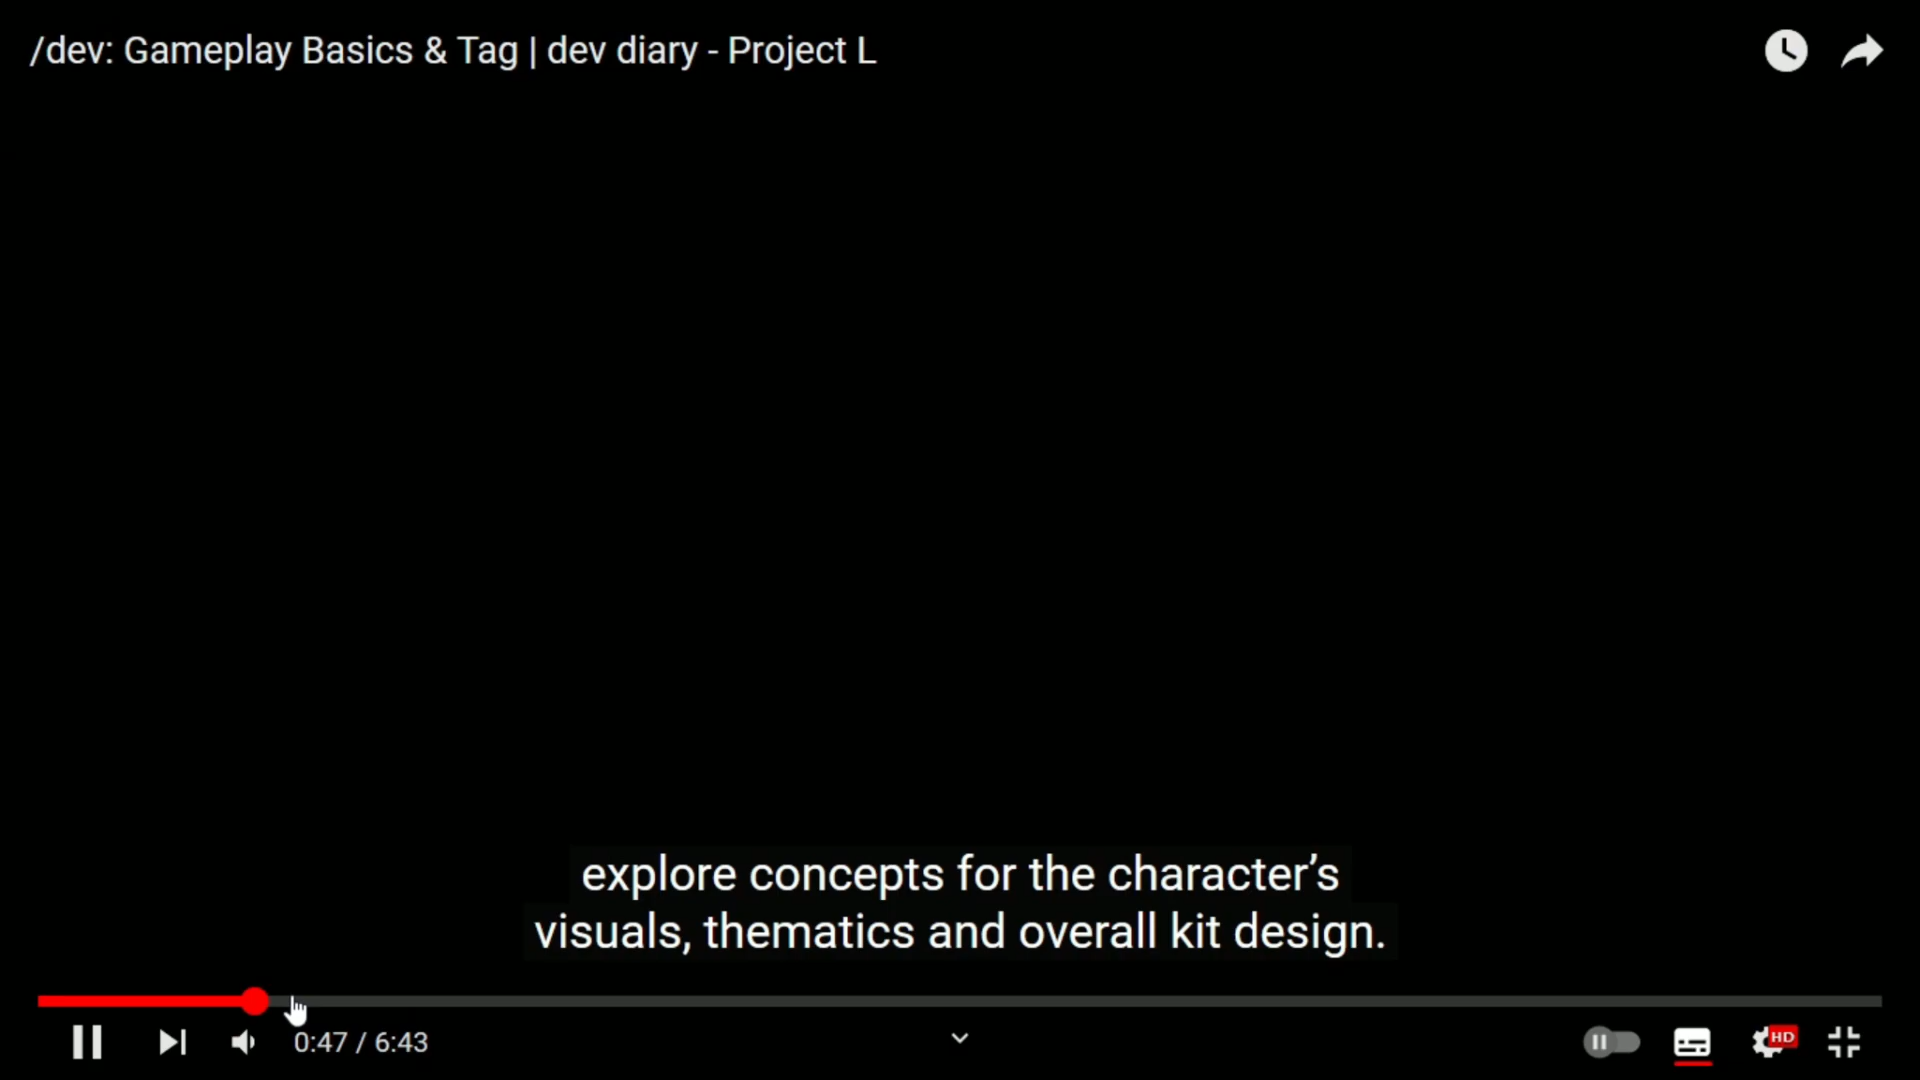 /dev: Gameplay Basics & Tag | dev diary - Project L
explore concepts for the character’s
visuals, thematics and overall kit design.
0:47 / 6:43
HD